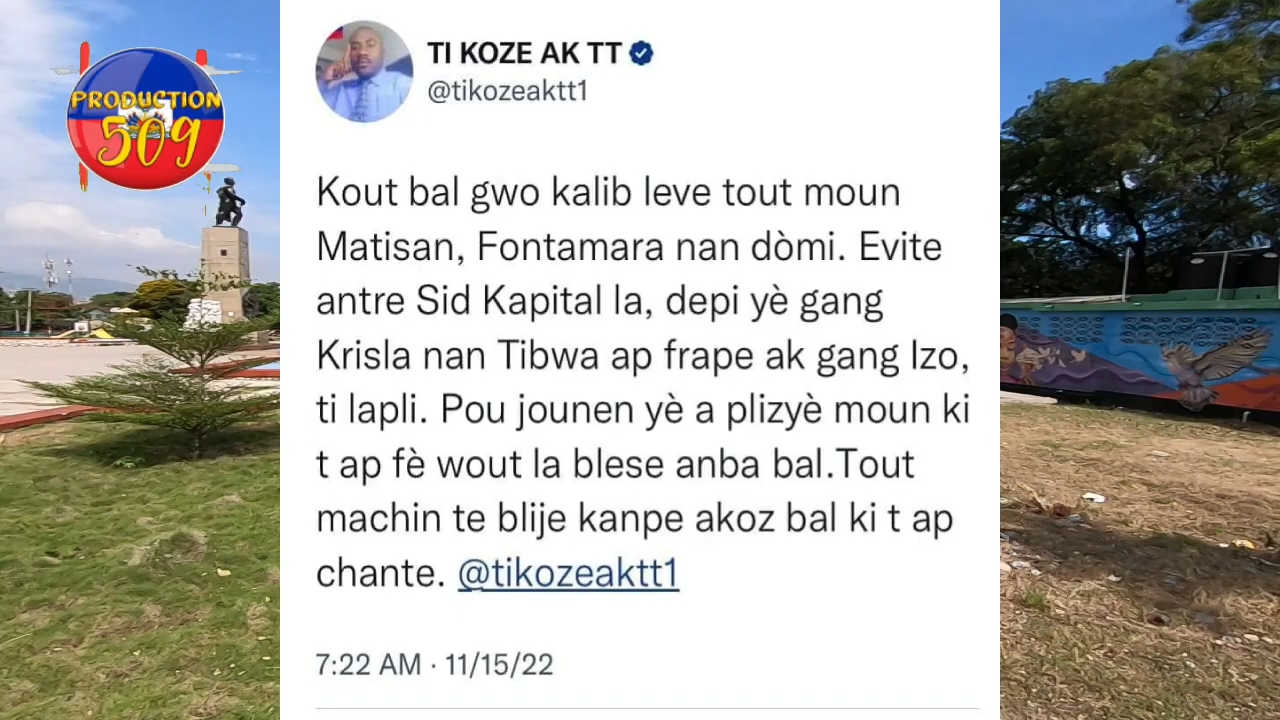 PRODUCTION
509
TI KOZE AK TT
@tikozeaktt1
Kout bal gwo kalib leve tout moun
Matisan, Fontamara nan dòmi. Evite
antre Sid Kapital la, depi yè gang
Krisla nan Tibwa ap frape ak gang Izo,
ti lapli. Pou jounen yè a plizyè moun ki
t ap fè wout la blese anba bal.Tout
machin te blije kanpe akoz bal ki t ap
chante. @tikozeaktt1
7:22 AM · 11/15/22